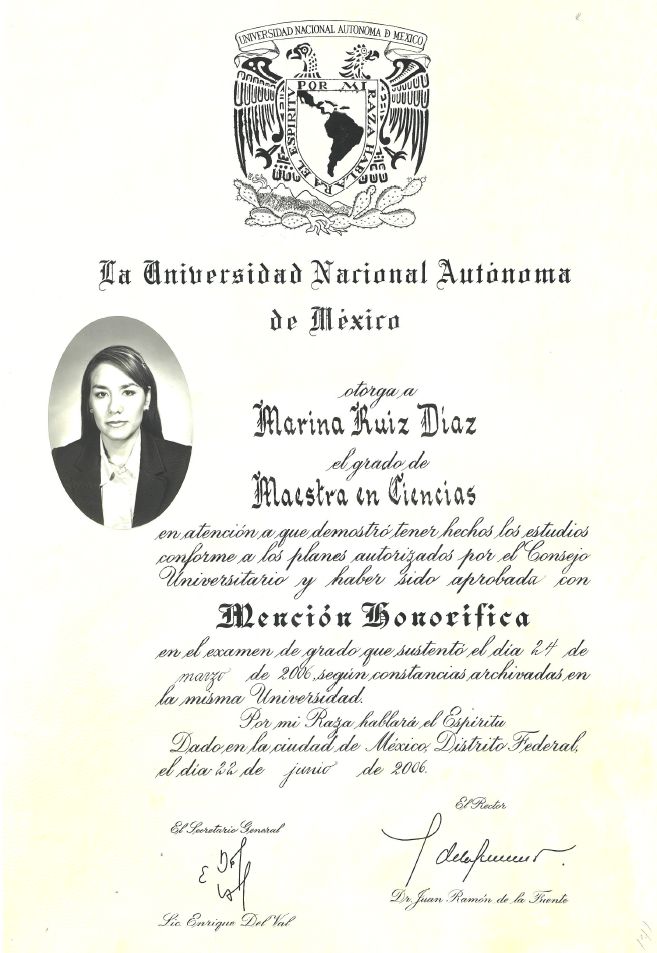 UNIVERSIDAD NACIONAL AUTONOMA D MEXICO
POR MI RAZA HABLARA EL ESPIRITU
La Universidad Nacional Autónoma
de México
otorga a
Marina Ruiz Díaz
el grado de
Maestra en Ciencias
en atención a que demostró tener hechos los estudios
conforme a los planes autorizados por el Consejo
Universitario y haber sido aprobada con
Mención Honorífica
en el examen de grado que sustentó el día 24 de
marzo de 2006, según constancias archivadas en
la misma Universidad.
Por mi Raza hablará el Espíritu
Dado en la ciudad de México, Distrito Federal,
el día 22 de junio de 2006.
El Rector
El Secretario General
Dr. Juan Ramón de la Fuente
Lic. Enrique Del Val